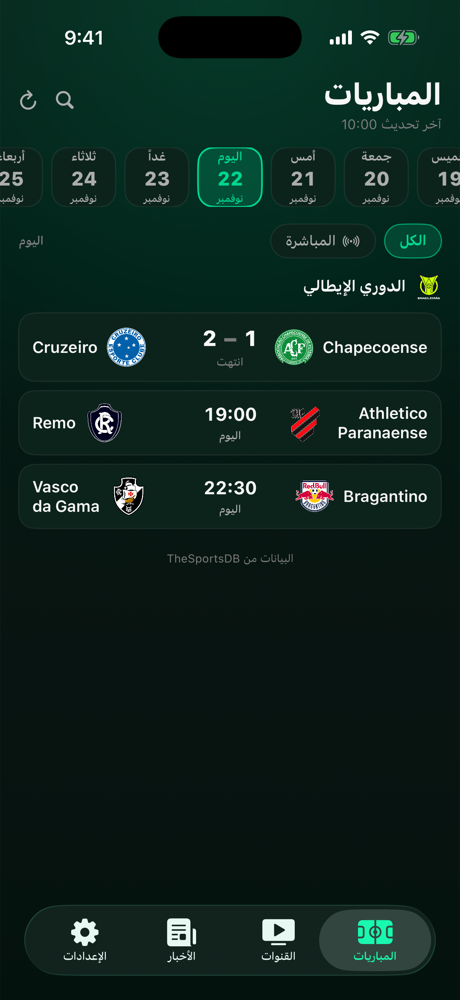 9:41
المباريات
آخر تحديث 10:00
خميس 19
جمعة 20 نوفمبر
أمس 21 نوفمبر
اليوم 22 نوفمبر
غداً 23 نوفمبر
ثلاثاء 24 نوفمبر
أربعاء 25
الكل
المباشرة
اليوم
الدوري الإيطالي
Chapecoense
1 – 2
انتهت
Cruzeiro
Athletico
Paranaense
19:00
اليوم
Remo
Bragantino
22:30
اليوم
Vasco
da Gama
البيانات من TheSportsDB
المباريات
القنوات
الأخبار
الإعدادات